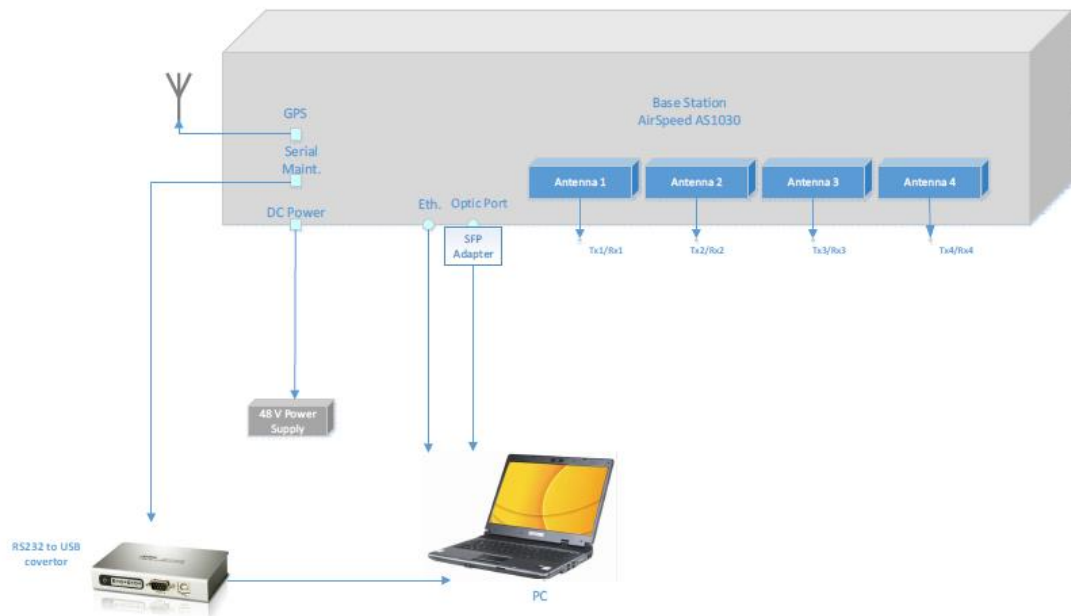 Base Station
AirSpeed AS1030
GPS
Serial
Maint.
DC Power
Eth.
Optic Port
SFP
Adapter
Antenna 1
Antenna 2
Antenna 3
Antenna 4
Tx1/Rx1
Tx2/Rx2
Tx3/Rx3
Tx4/Rx4
48 V Power
Supply
RS232 to USB
covertor
PC